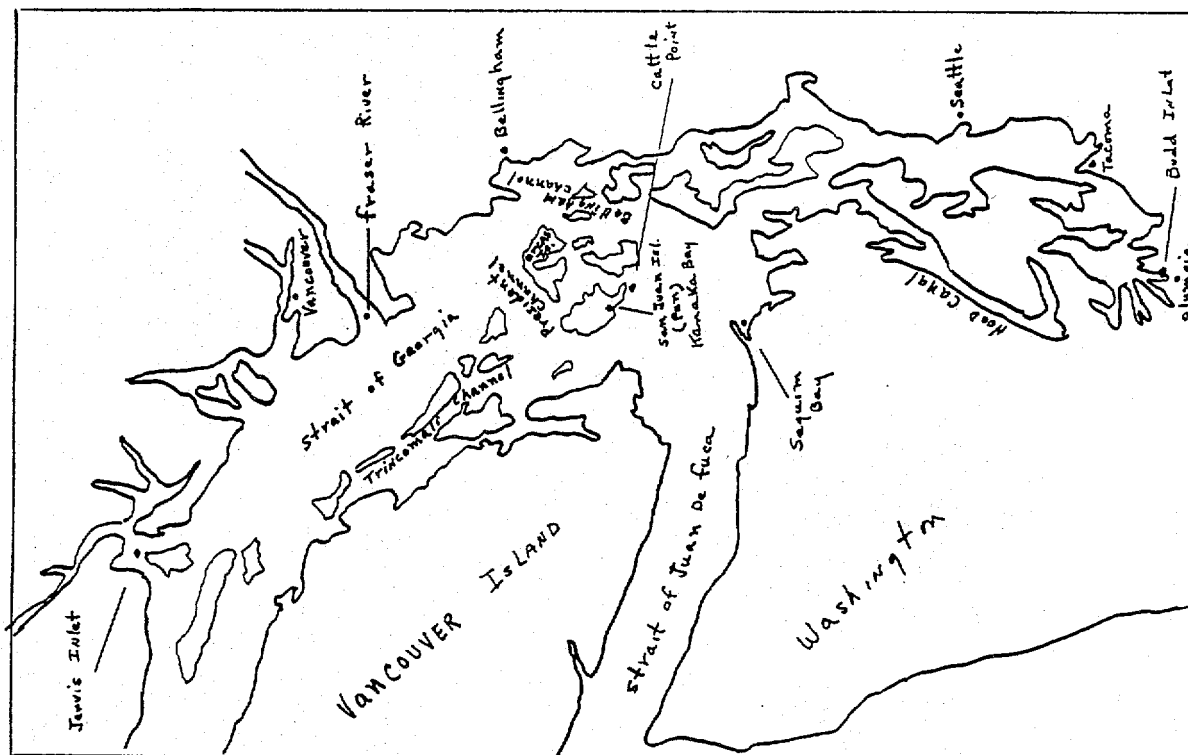 Jervis Inlet
Vancouver
Fraser River
Bellingham
Cattle
Point
Seattle
Tacoma
Budd Inlet
Strait of Georgia
President
Channel
Bellingham
Channel
San Juan Isl.
(Pan)
Kanaka Bay
Trincomali Channel
Sequim
Bay
Hood
Canal
VANCOUVER ISLAND
Strait of Juan De fuca
Washington